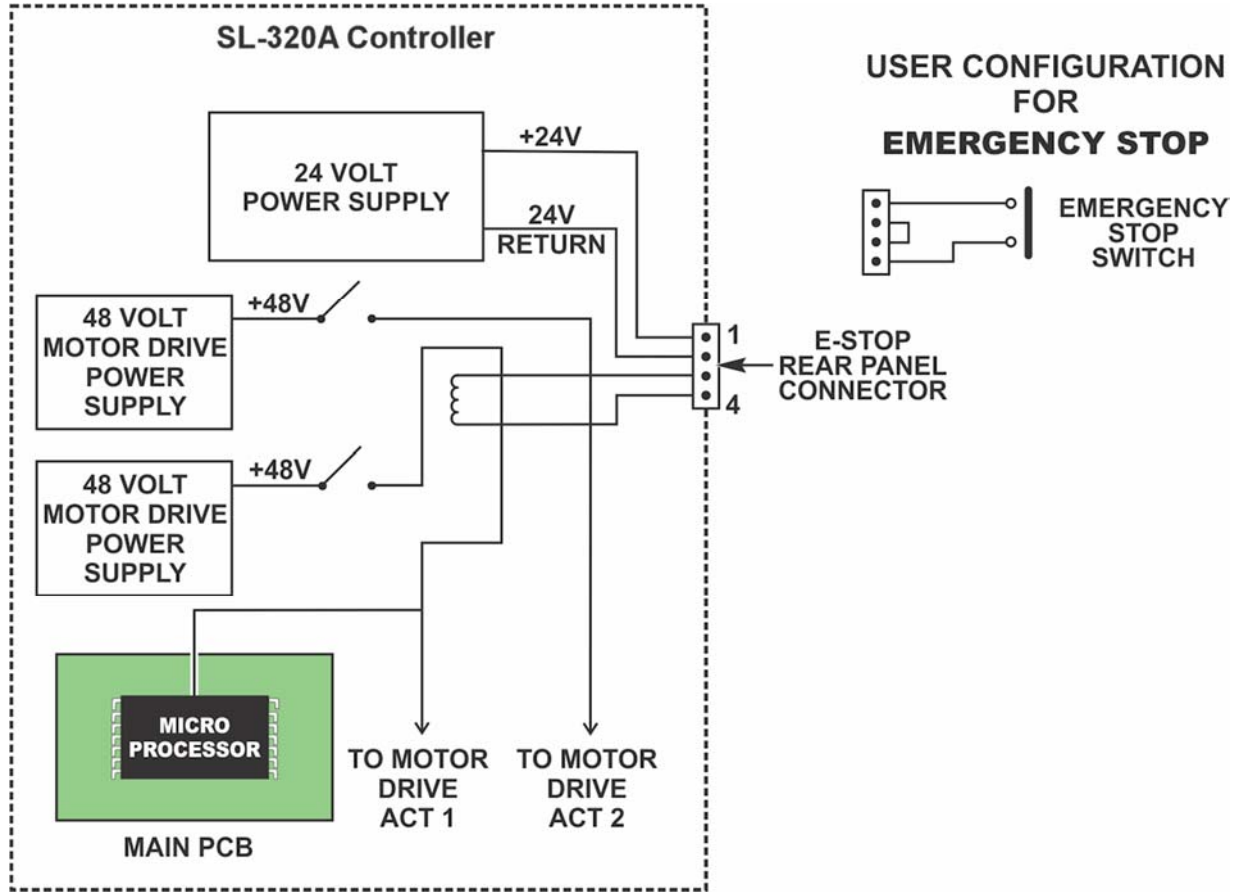 SL-320A Controller
24 VOLT
POWER SUPPLY
+24V
24V
RETURN
48 VOLT
MOTOR DRIVE
POWER
SUPPLY
+48V
48 VOLT
MOTOR DRIVE
POWER
SUPPLY
+48V
1
4
E-STOP
REAR PANEL
CONNECTOR
MICRO
PROCESSOR
MAIN PCB
TO MOTOR
DRIVE
ACT 1
TO MOTOR
DRIVE
ACT 2
USER CONFIGURATION
FOR
EMERGENCY STOP
EMERGENCY
STOP
SWITCH